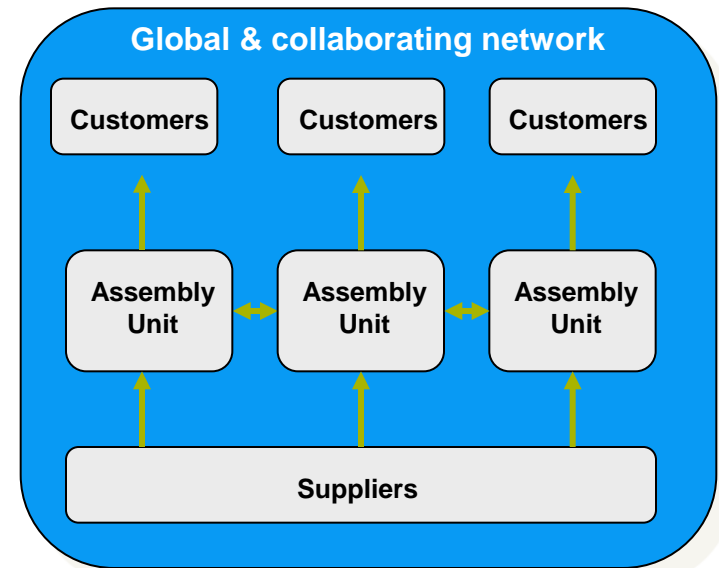 Global & collaborating network
Customers
Customers
Customers
Assembly
Unit
Assembly
Unit
Assembly
Unit
Suppliers